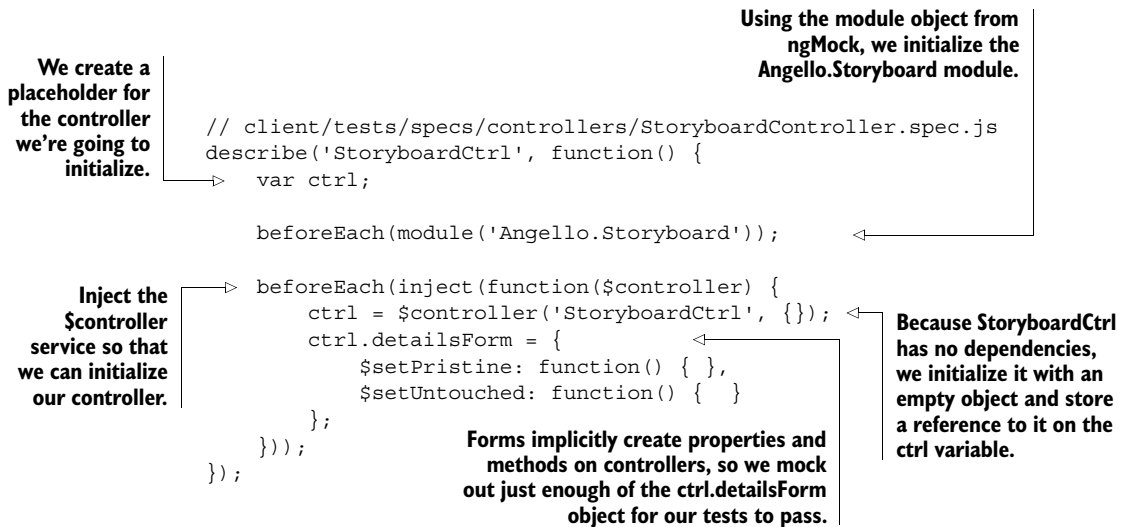 Using the module object from
ngMock, we initialize the
Angello.Storyboard module.
We create a
placeholder for
the controller
we're going to
initialize.
// client/tests/specs/controllers/StoryboardController.spec.js
describe('StoryboardCtrl', function() {
var ctrl;
beforeEach(module('Angello.Storyboard'));
beforeEach(inject(function($controller) {
ctrl = $controller('StoryboardCtrl', {});
ctrl.detailsForm = {
$setPristine: function() { },
$setUntouched: function() {  }
};
}));
});
Inject the
$controller
service so that
we can initialize
our controller.
Because StoryboardCtrl
has no dependencies,
we initialize it with an
empty object and store
a reference to it on the
ctrl variable.
Forms implicitly create properties and
methods on controllers, so we mock
out just enough of the ctrl.detailsForm
object for our tests to pass.